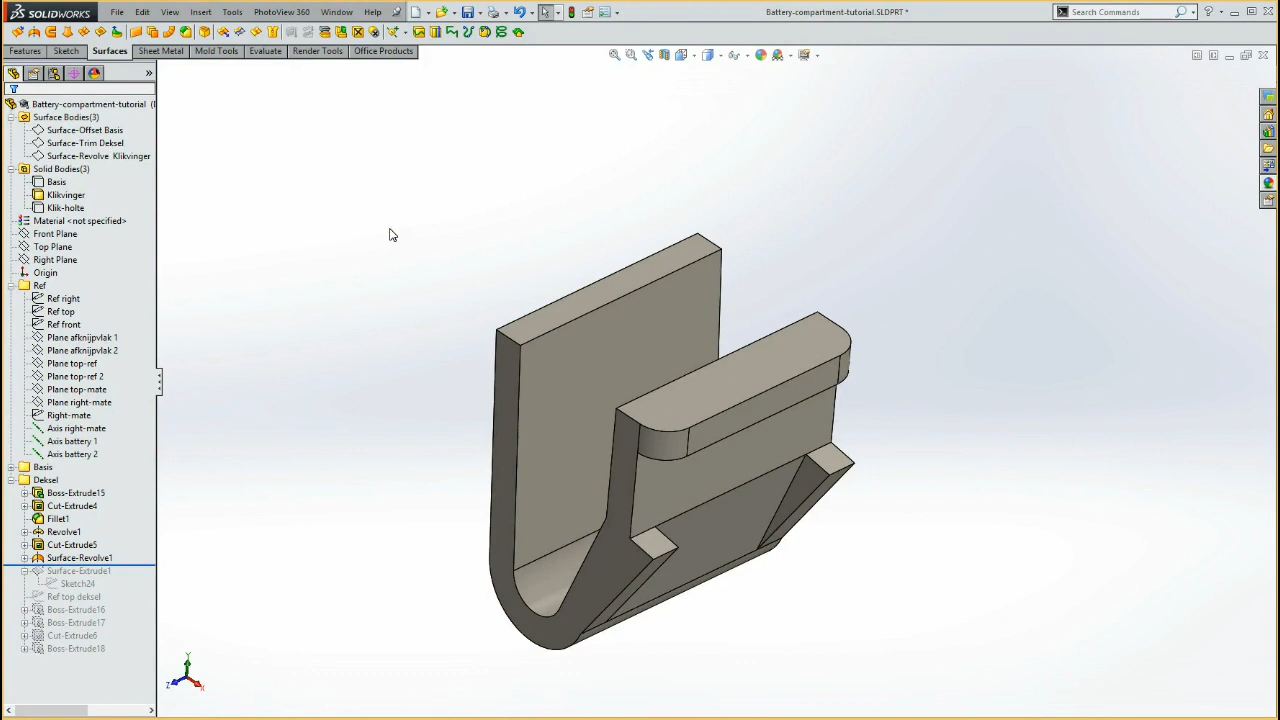 SOLIDWORKS File Edit View Insert Tools PhotoView 360 Window Help Battery-compartment-tutorial.SLDPRT * Search Commands
Features Sketch Surfaces Sheet Metal Mold Tools Evaluate Render Tools Office Products
Battery-compartment-tutorial (
Surface Bodies(3)
Surface-Offset Basis
Surface-Trim Deksel
Surface-Revolve Klikvinger
Solid Bodies(3)
Basis
Klikvinger
Klik-holte
Material <not specified>
Front Plane
Top Plane
Right Plane
Origin
Ref
Ref right
Ref top
Ref front
Plane afknijpvlak 1
Plane afknijpvlak 2
Plane top-ref
Plane top-ref 2
Plane top-mate
Plane right-mate
Right-mate
Axis right-mate
Axis battery 1
Axis battery 2
Basis
Deksel
Boss-Extrude15
Cut-Extrude4
Fillet1
Revolve1
Cut-Extrude5
Surface-Revolve1
Surface-Extrude1
Sketch24
Ref top deksel
Boss-Extrude16
Boss-Extrude17
Cut-Extrude6
Boss-Extrude18
Y
Z X